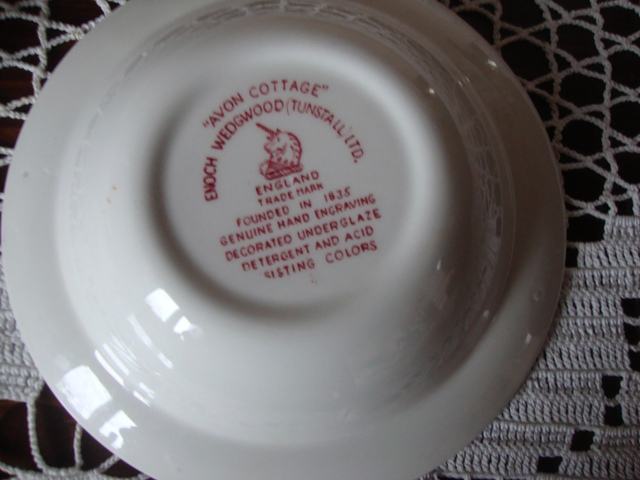 "AVON COTTAGE"
ENOCH WEDGWOOD (TUNSTALL) LTD.
ENGLAND
TRADE MARK
FOUNDED IN 1835
GENUINE HAND ENGRAVING
DECORATED UNDERGLAZE
DETERGENT AND ACID
SISTING COLORS